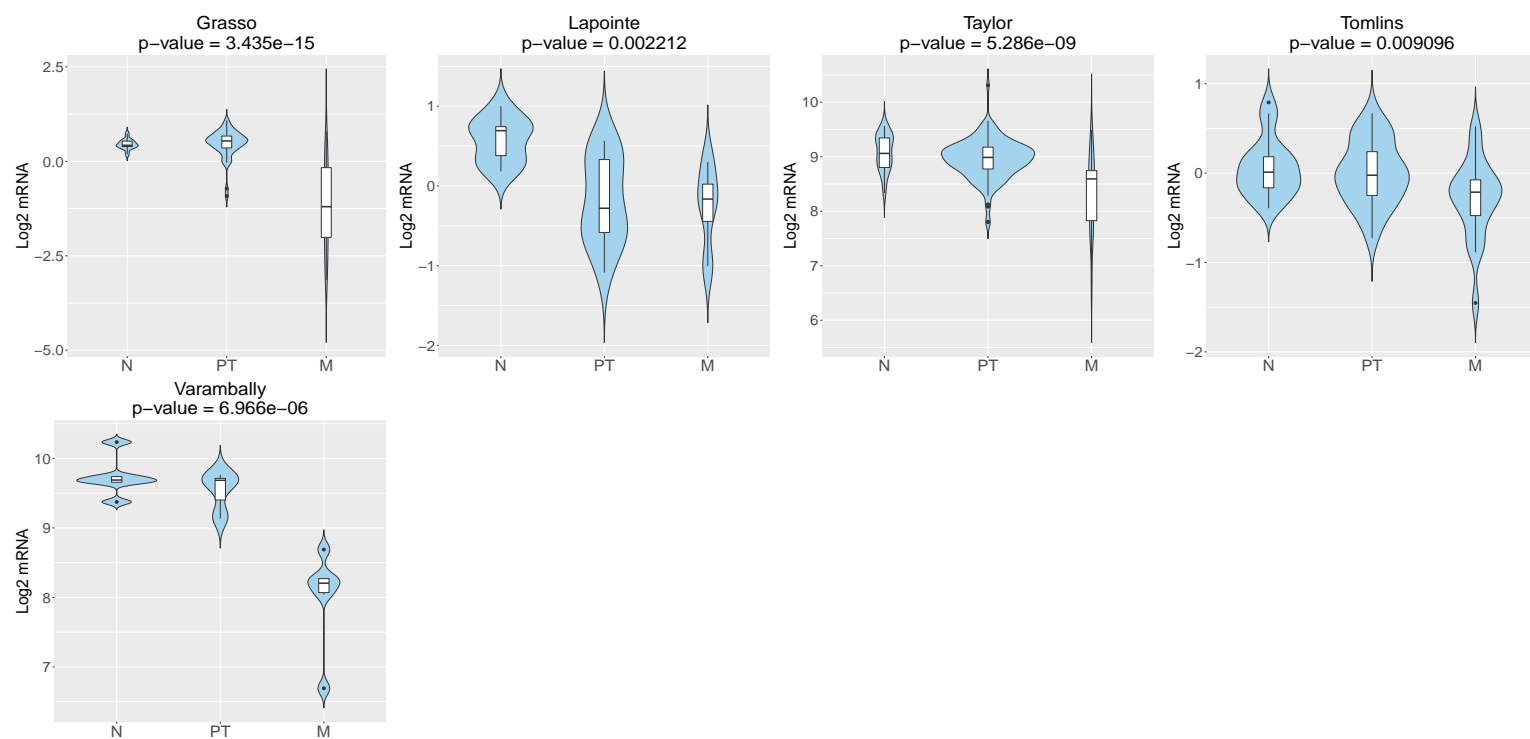 Grasso
p−value = 3.435e−15
Log2 mRNA
2.5
0.0
−2.5
−5.0
N PT M
Lapointe
p−value = 0.002212
Log2 mRNA
1
0
−1
−2
N PT M
Taylor
p−value = 5.286e−09
Log2 mRNA
10
9
8
7
6
N PT M
Tomlins
p−value = 0.009096
Log2 mRNA
1
0
−1
−2
N PT M
Varambally
p−value = 6.966e−06
Log2 mRNA
10
9
8
7
N PT M